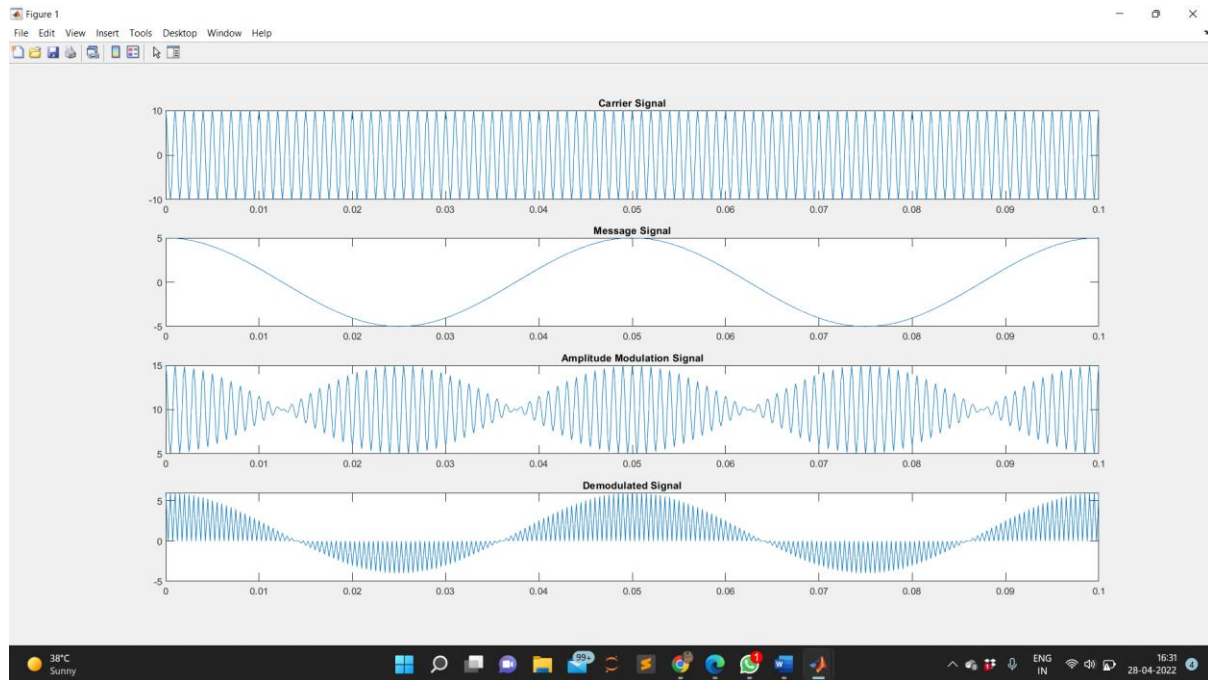 Figure 1
File Edit View Insert Tools Desktop Window Help
Carrier Signal
10
0
-10
0 0.01 0.02 0.03 0.04 0.05 0.06 0.07 0.08 0.09 0.1
Message Signal
5
0
-5
0 0.01 0.02 0.03 0.04 0.05 0.06 0.07 0.08 0.09 0.1
Amplitude Modulation Signal
15
10
5
0 0.01 0.02 0.03 0.04 0.05 0.06 0.07 0.08 0.09 0.1
Demodulated Signal
5
0
-5
0 0.01 0.02 0.03 0.04 0.05 0.06 0.07 0.08 0.09 0.1
38°C
Sunny
99+
1
ENG
IN
16:31
28-04-2022
4